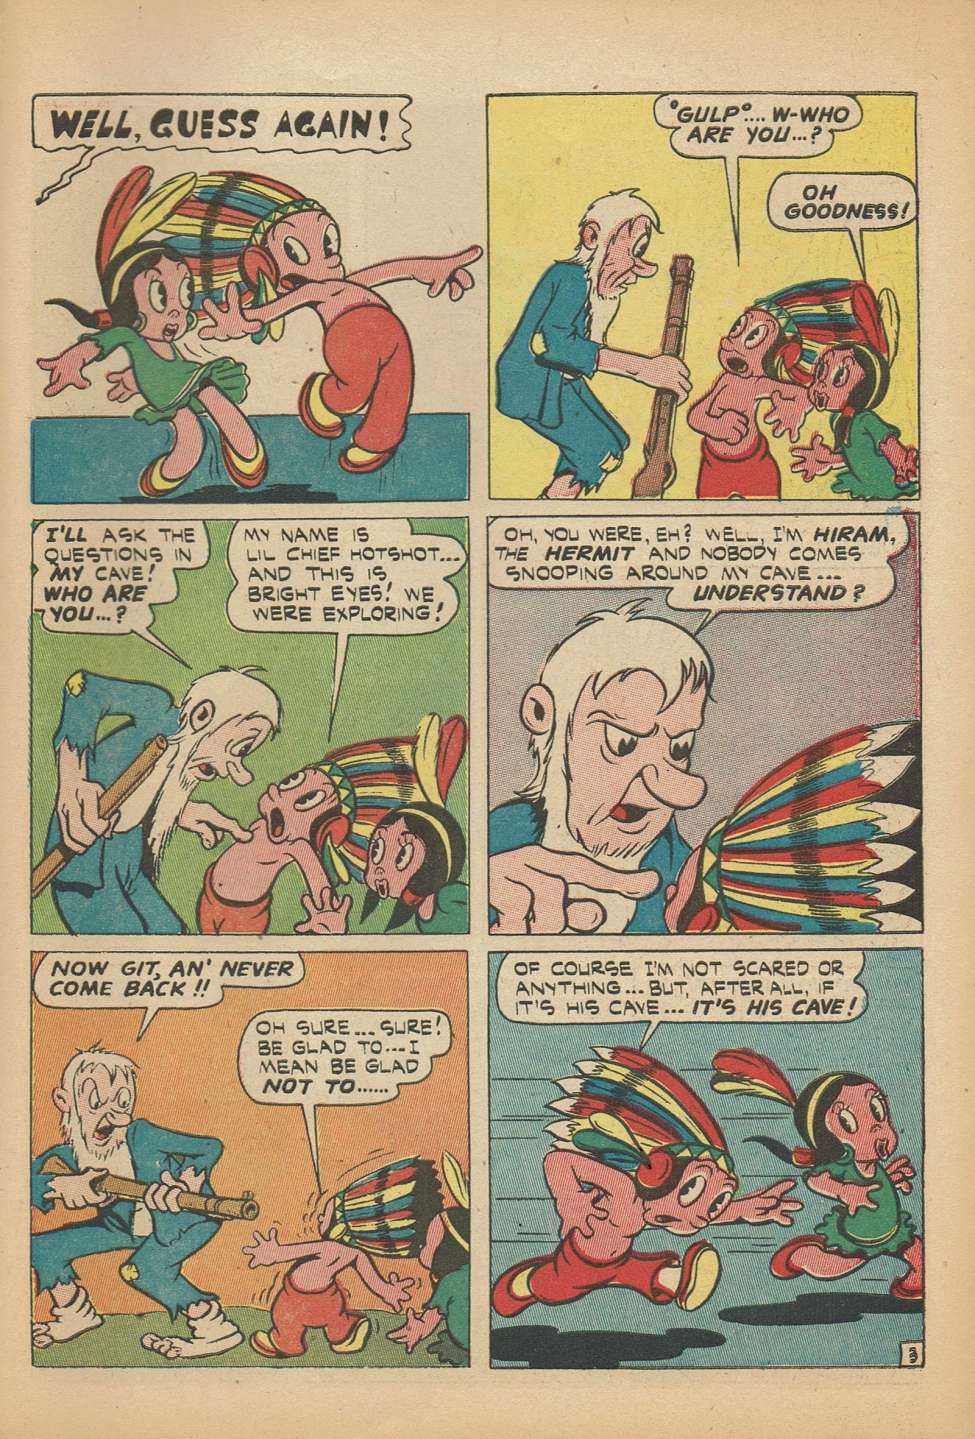 WELL, GUESS AGAIN!
"GULP".... W-WHO
ARE YOU...?
OH
GOODNESS!
I'LL ASK THE
QUESTIONS IN
MY CAVE!
WHO ARE
YOU...?
MY NAME IS
LIL CHIEF HOTSHOT...
AND THIS IS
BRIGHT EYES! WE
WERE EXPLORING!
OH, YOU WERE, EH? WELL, I'M HIRAM,
THE HERMIT AND NOBODY COMES
SNOOPING AROUND MY CAVE...
UNDERSTAND?
NOW GIT, AN' NEVER
COME BACK!!
OH SURE... SURE!
BE GLAD TO...I
MEAN BE GLAD
NOT TO......
OF COURSE I'M NOT SCARED OR
ANYTHING... BUT, AFTER ALL, IF
IT'S HIS CAVE... IT'S HIS CAVE!
3